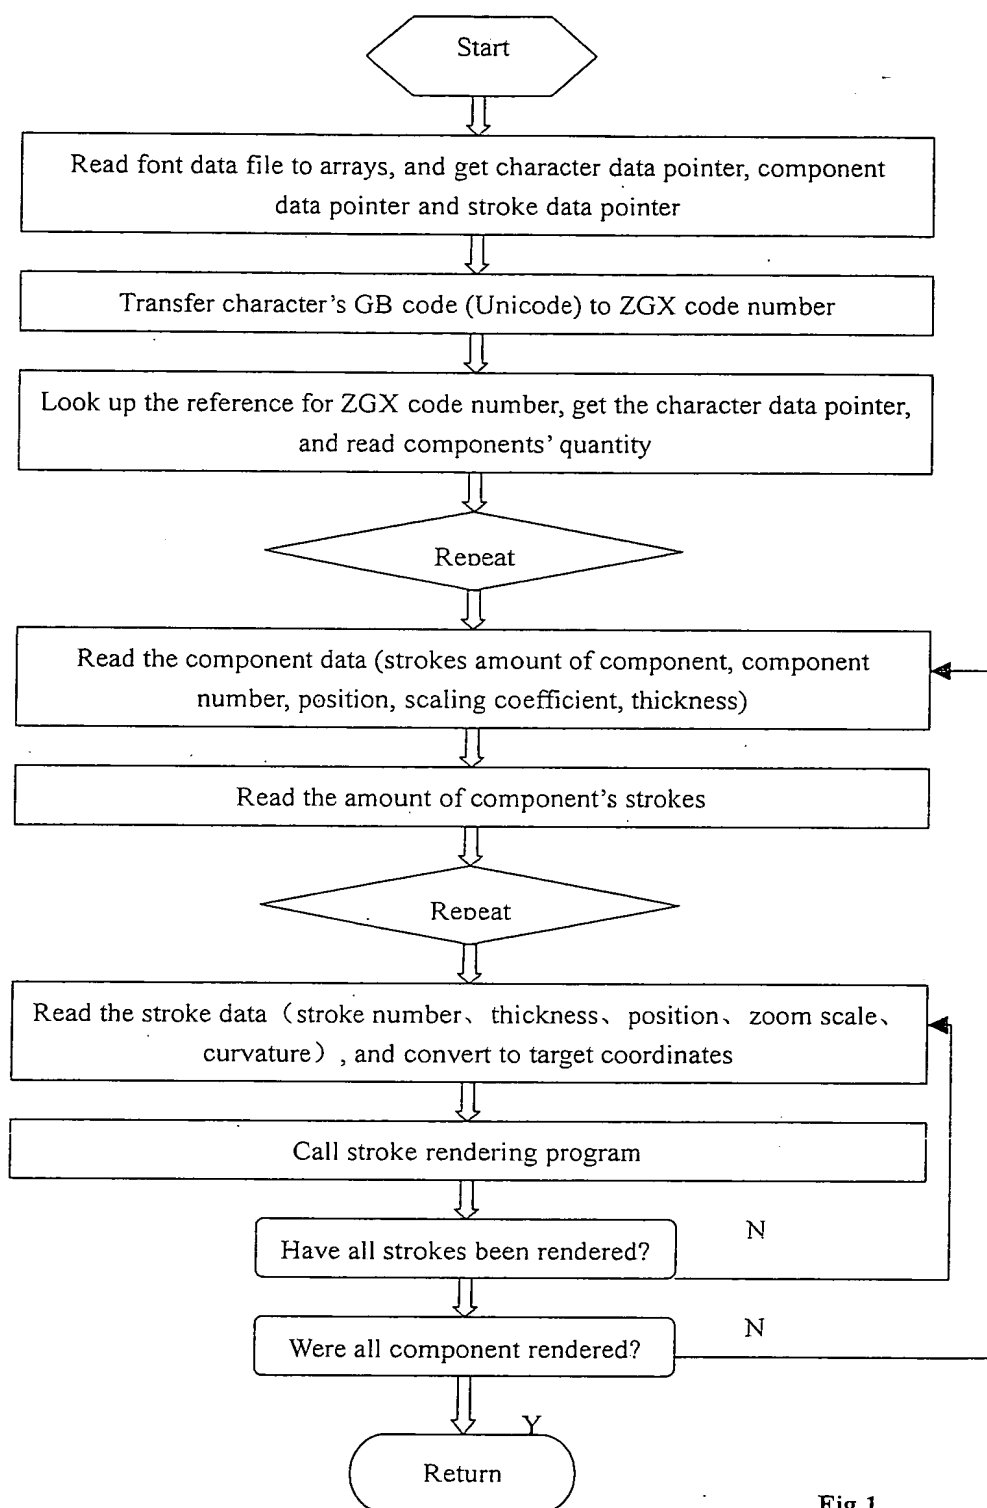 Start
Read font data file to arrays, and get character data pointer, component
data pointer and stroke data pointer
Transfer character's GB code (Unicode) to ZGX code number
Look up the reference for ZGX code number, get the character data pointer,
and read components' quantity
Repeat
Read the component data (strokes amount of component, component
number, position, scaling coefficient, thickness)
Read the amount of component's strokes
Repeat
Read the stroke data（stroke number、thickness、position、zoom scale、
curvature）, and convert to target coordinates
Call stroke rendering program
N
Have all strokes been rendered?
N
Were all component rendered?
Y
Return
Fig 1